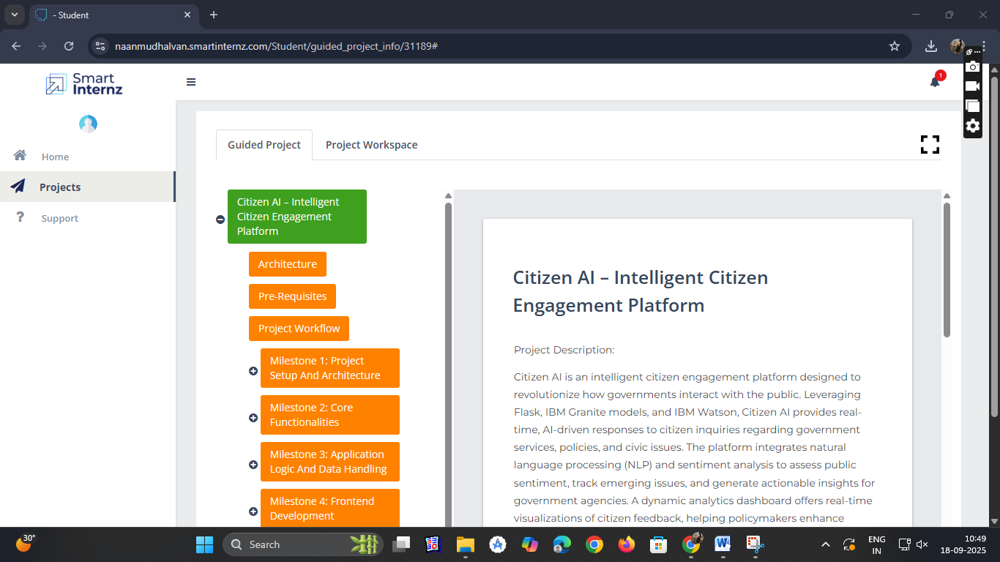 - Student
naanmudhalvan.smartinternz.com/Student/guided_project_info/31189#
Smart
Internz
1
Home
Projects
Support
Guided Project
Project Workspace
Citizen AI – Intelligent
Citizen Engagement
Platform
Architecture
Pre-Requisites
Project Workflow
Milestone 1: Project
Setup And Architecture
Milestone 2: Core
Functionalities
Milestone 3: Application
Logic And Data Handling
Milestone 4: Frontend
Development
Citizen AI – Intelligent Citizen
Engagement Platform
Project Description:
Citizen AI is an intelligent citizen engagement platform designed to
revolutionize how governments interact with the public. Leveraging
Flask, IBM Granite models, and IBM Watson, Citizen AI provides real-
time, AI-driven responses to citizen inquiries regarding government
services, policies, and civic issues. The platform integrates natural
language processing (NLP) and sentiment analysis to assess public
sentiment, track emerging issues, and generate actionable insights for
government agencies. A dynamic analytics dashboard offers real-time
visualizations of citizen feedback, helping policymakers enhance
30°
Search
ENG
IN
10:49
18-09-2025